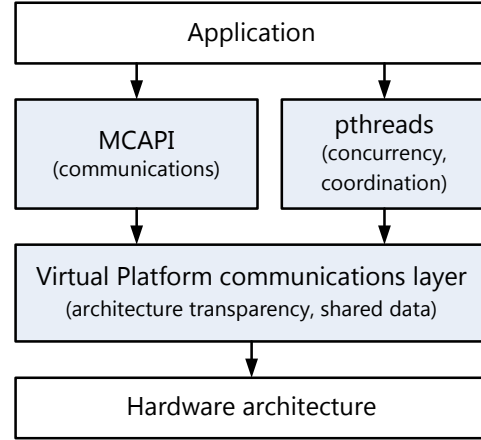 Application
MCAPI
(communications)
pthreads
(concurrency,
coordination)
Virtual Platform communications layer
(architecture transparency, shared data)
Hardware architecture